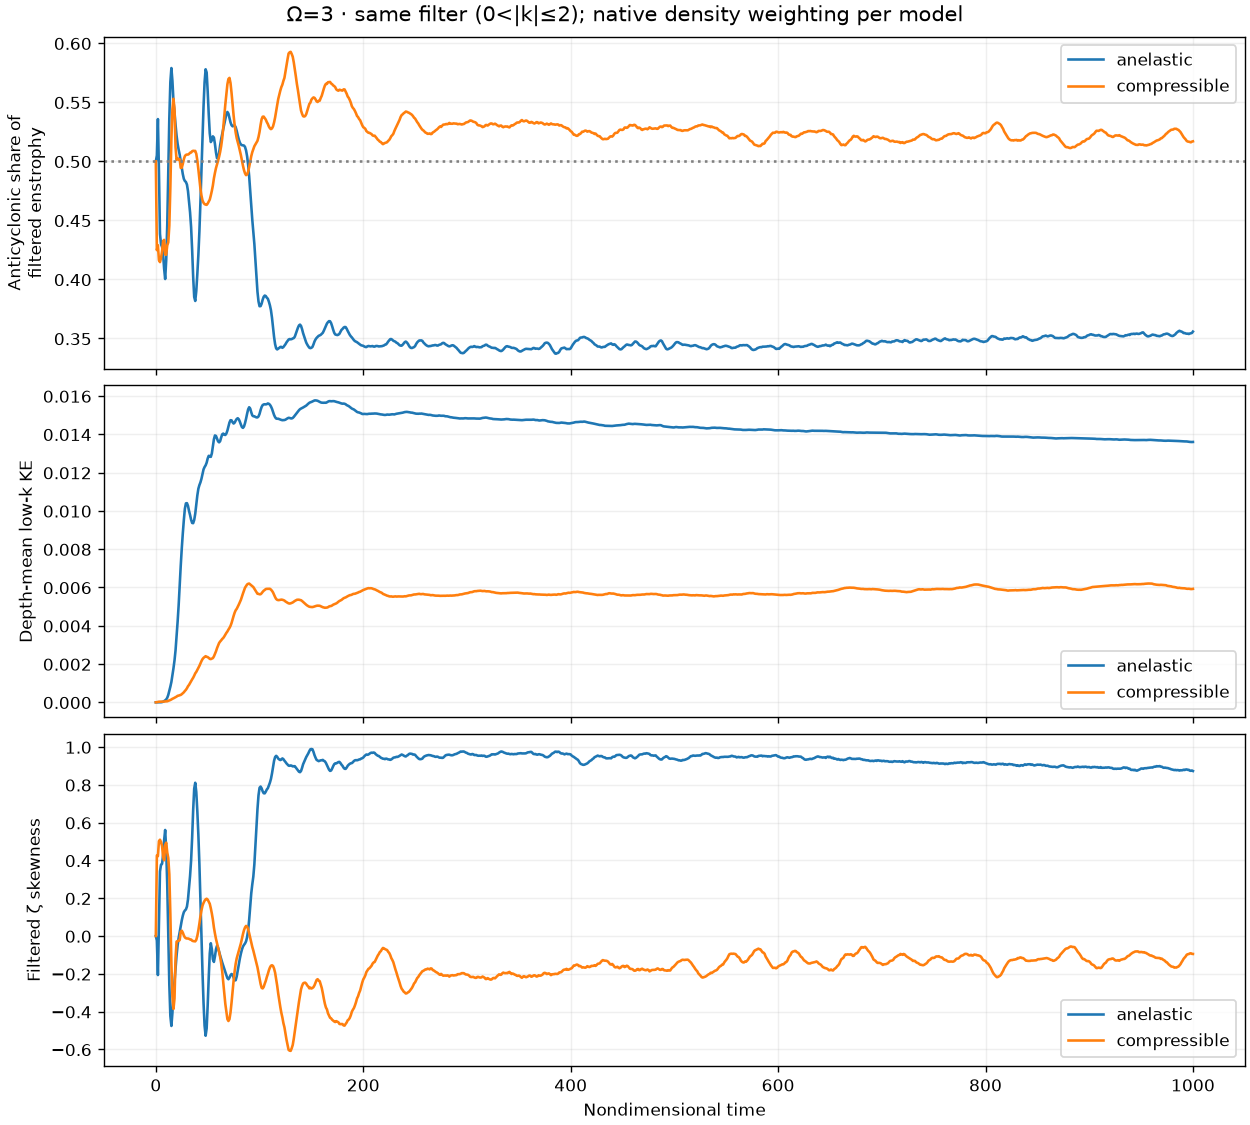 Ω=3 · same filter (0<|k|≤2); native density weighting per model
Anticyclonic share of
filtered enstrophy
0.60
0.55
0.50
0.45
0.40
0.35
anelastic
compressible
Depth-mean low-k KE
0.016
0.014
0.012
0.010
0.008
0.006
0.004
0.002
0.000
anelastic
compressible
Filtered ζ skewness
1.0
0.8
0.6
0.4
0.2
0.0
−0.2
−0.4
−0.6
anelastic
compressible
0
200
400
600
800
1000
Nondimensional time